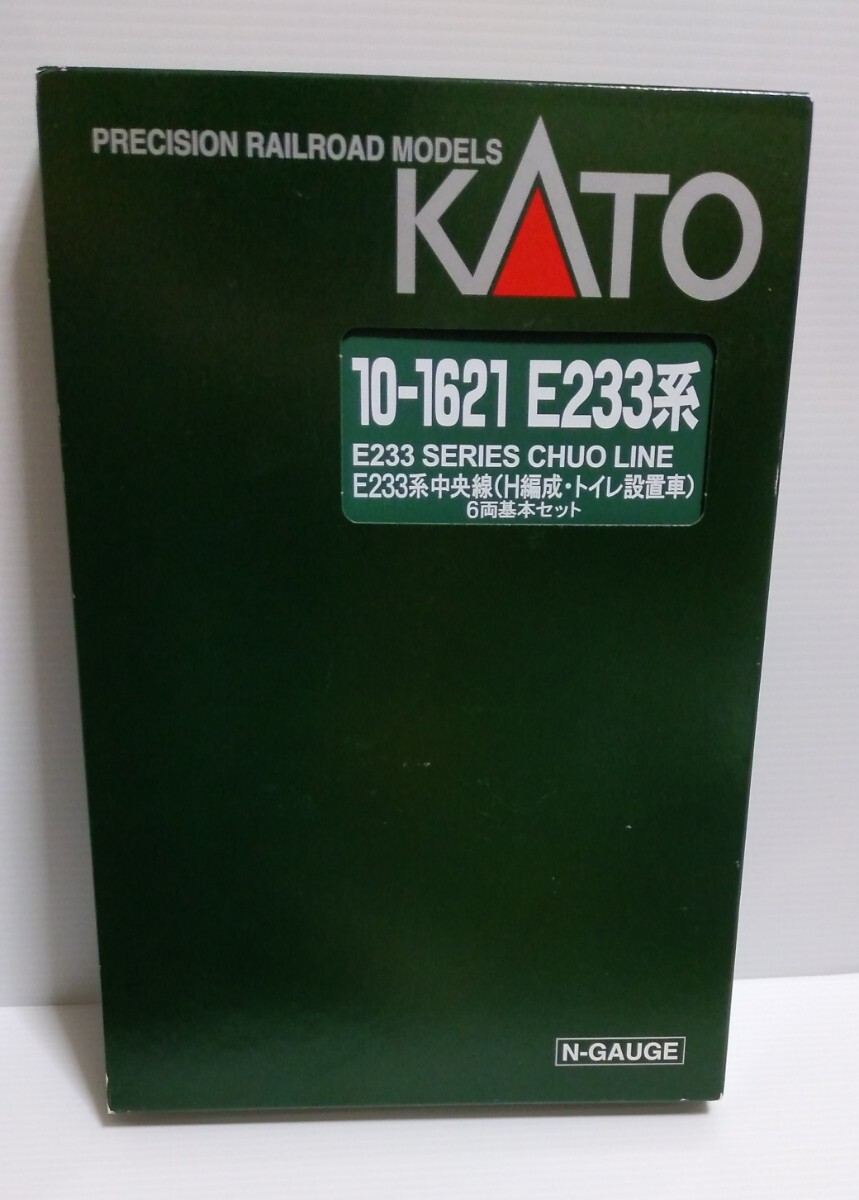 PRECISION RAILROAD MODELS
KATO
10-1621 E233系
E233 SERIES CHUO LINE
E233系中央線(H編成・トイレ設置車)
6両基本セット
N-GAUGE